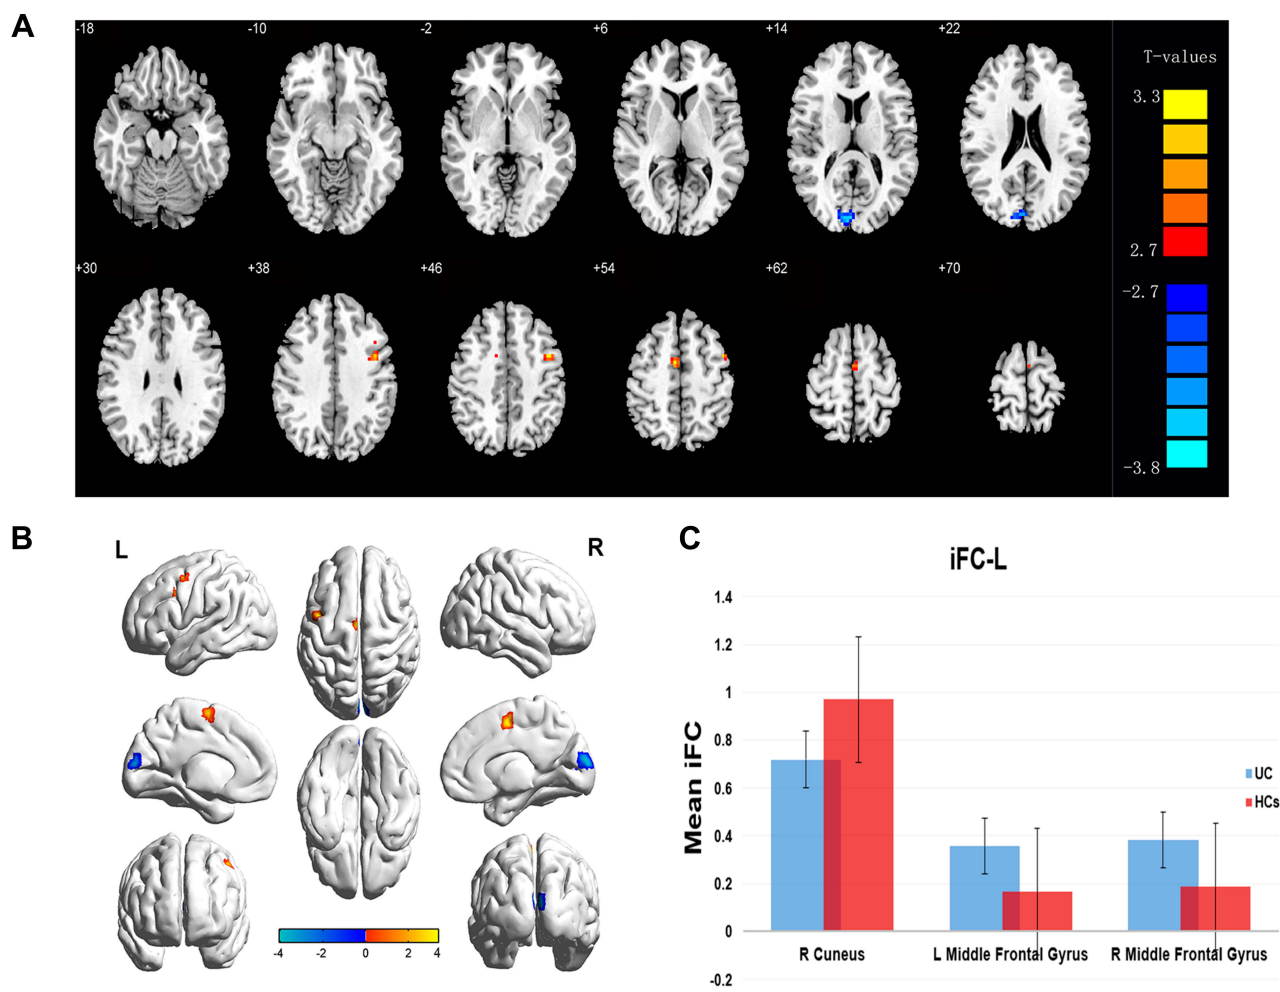 A
-18
-10
-2
+6
+14
+22
T-values
3.3
2.7
-2.7
-3.8
+30
+38
+46
+54
+62
+70
B
L
R
-4
-2
0
2
4
C
iFC-L
Mean iFC
1.4
1.2
1
0.8
0.6
0.4
0.2
0
-0.2
UC
HCs
R Cuneus
L Middle Frontal Gyrus
R Middle Frontal Gyrus